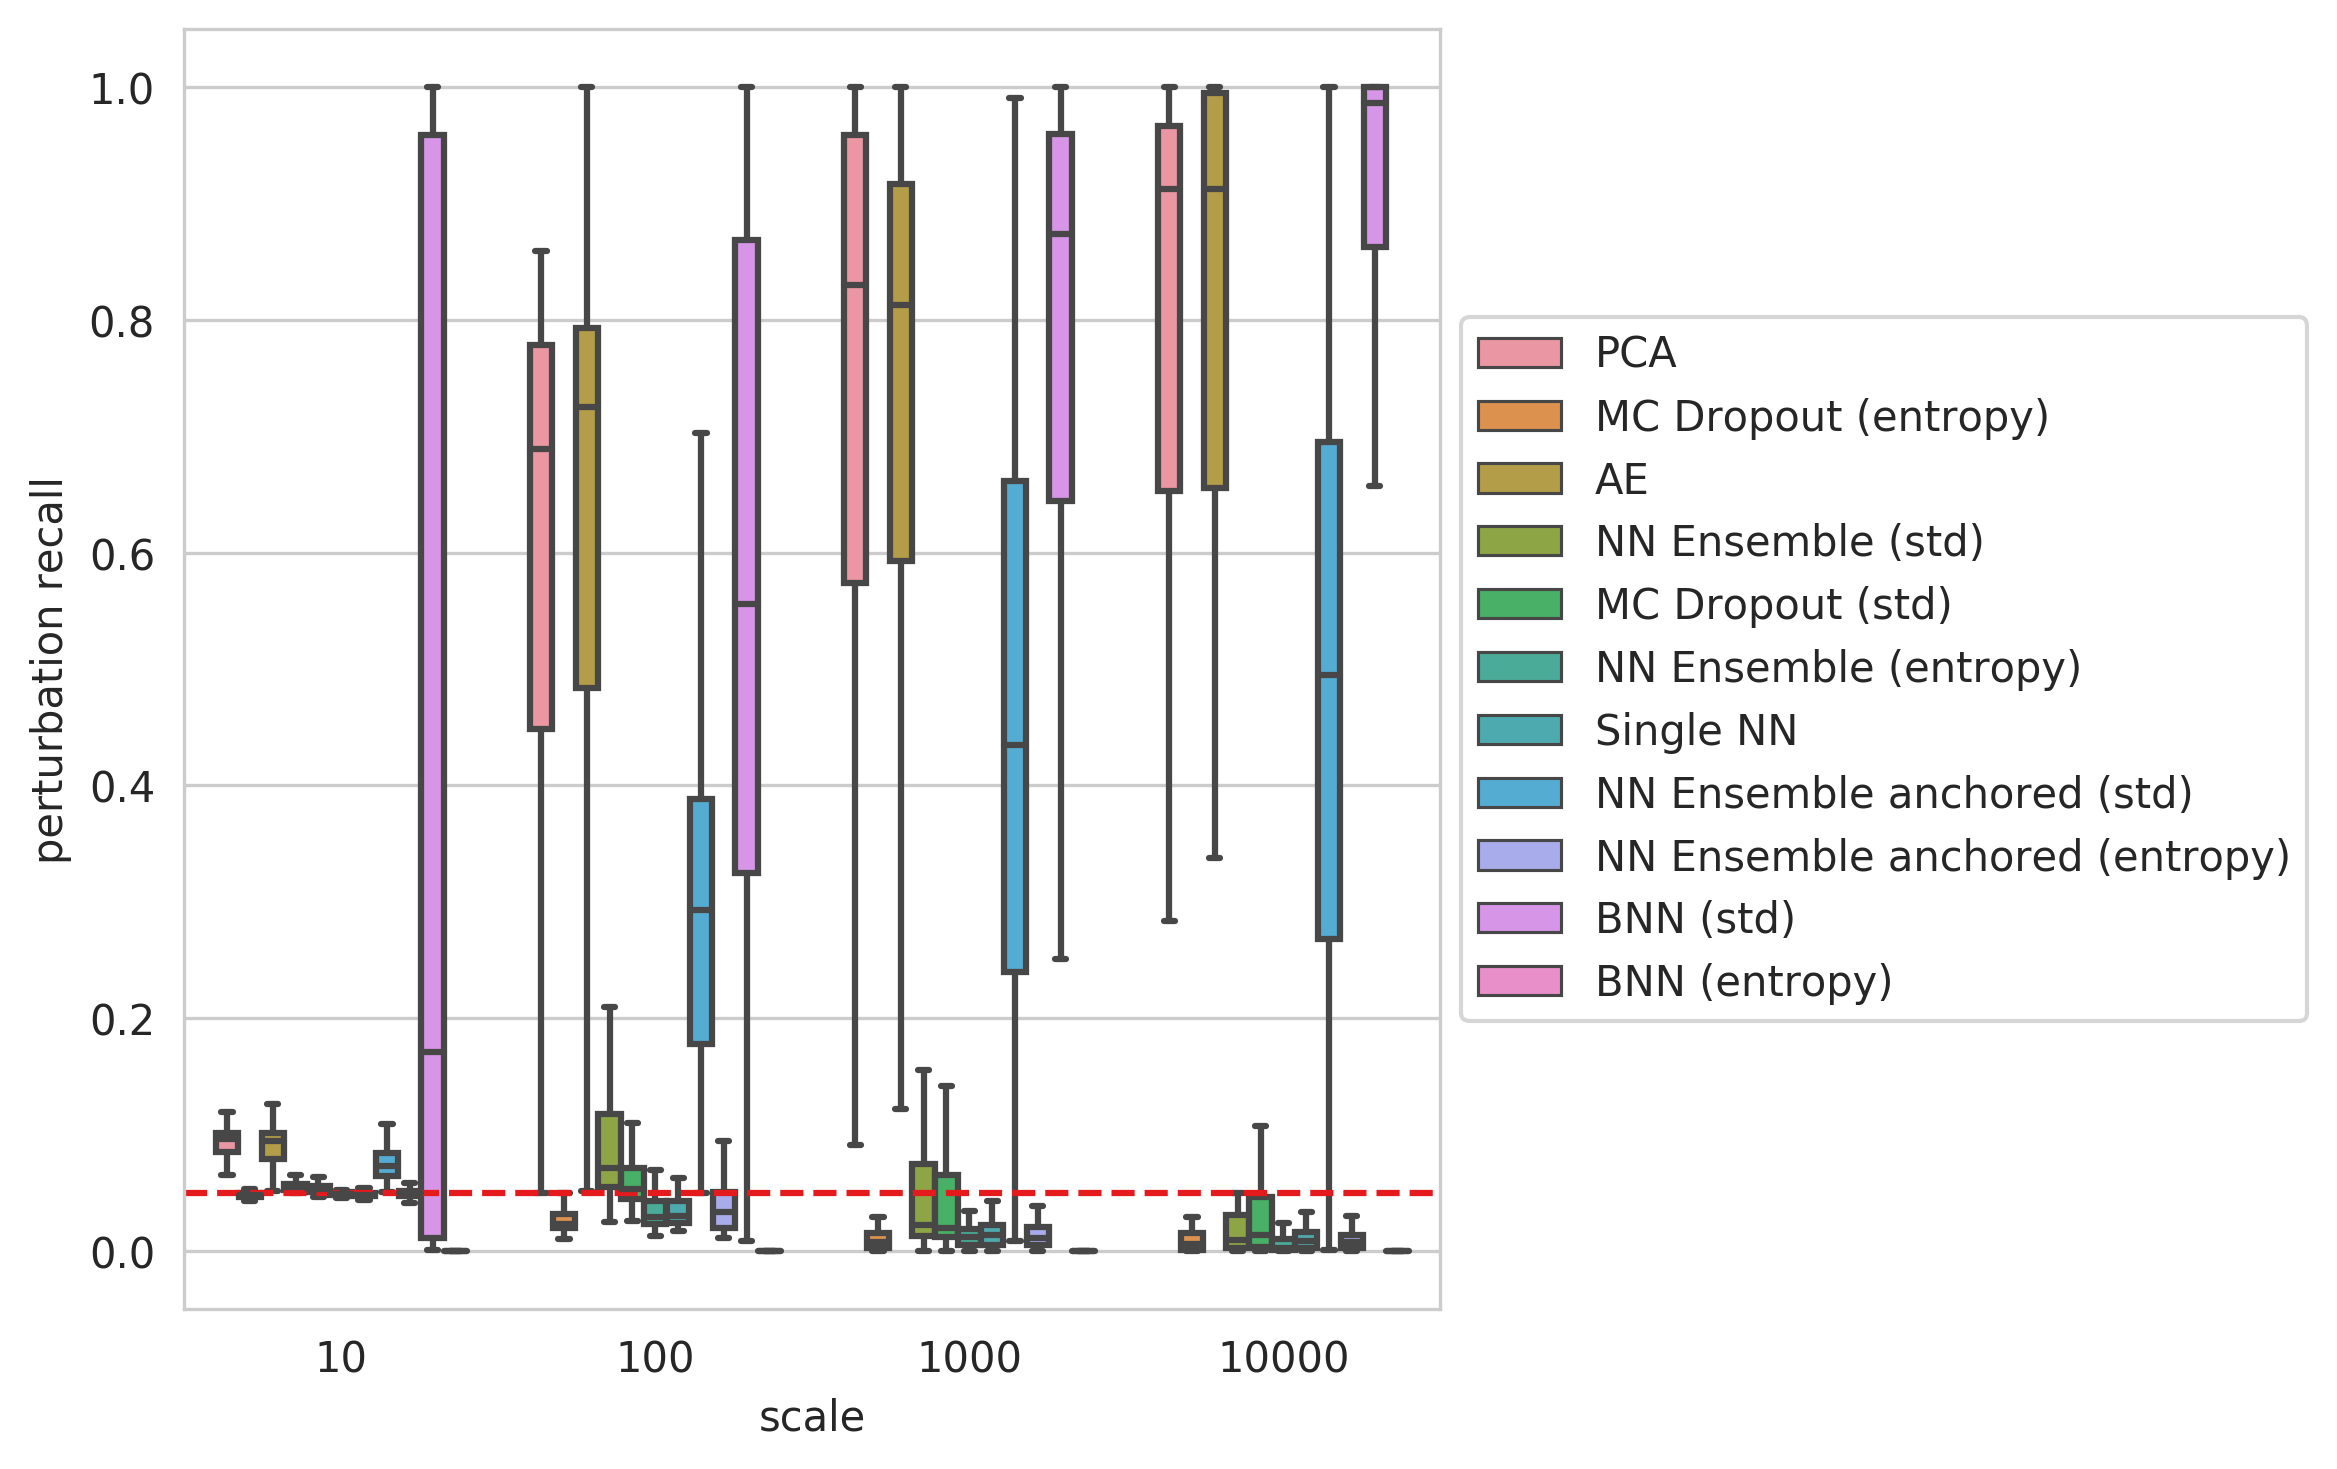 1.0
0.8
0.6
0.4
0.2
0.0
perturbation recall
10
100
1000
10000
scale
PCA
MC Dropout (entropy)
AE
NN Ensemble (std)
MC Dropout (std)
NN Ensemble (entropy)
Single NN
NN Ensemble anchored (std)
NN Ensemble anchored (entropy)
BNN (std)
BNN (entropy)